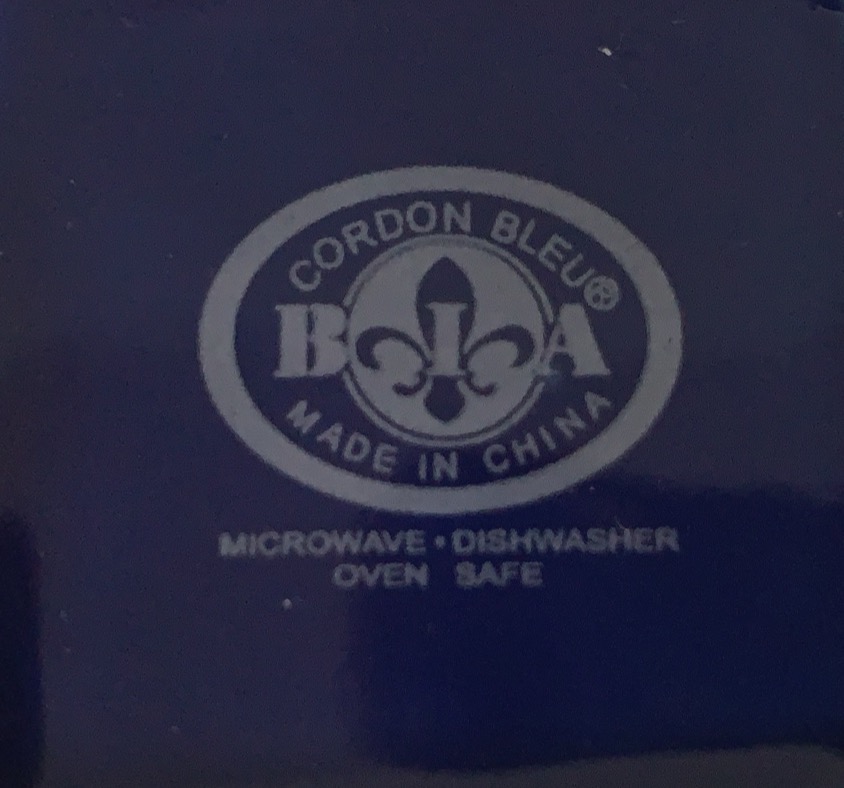 CORDON BLEU®
BIA
MADE IN CHINA
MICROWAVE • DISHWASHER
OVEN SAFE